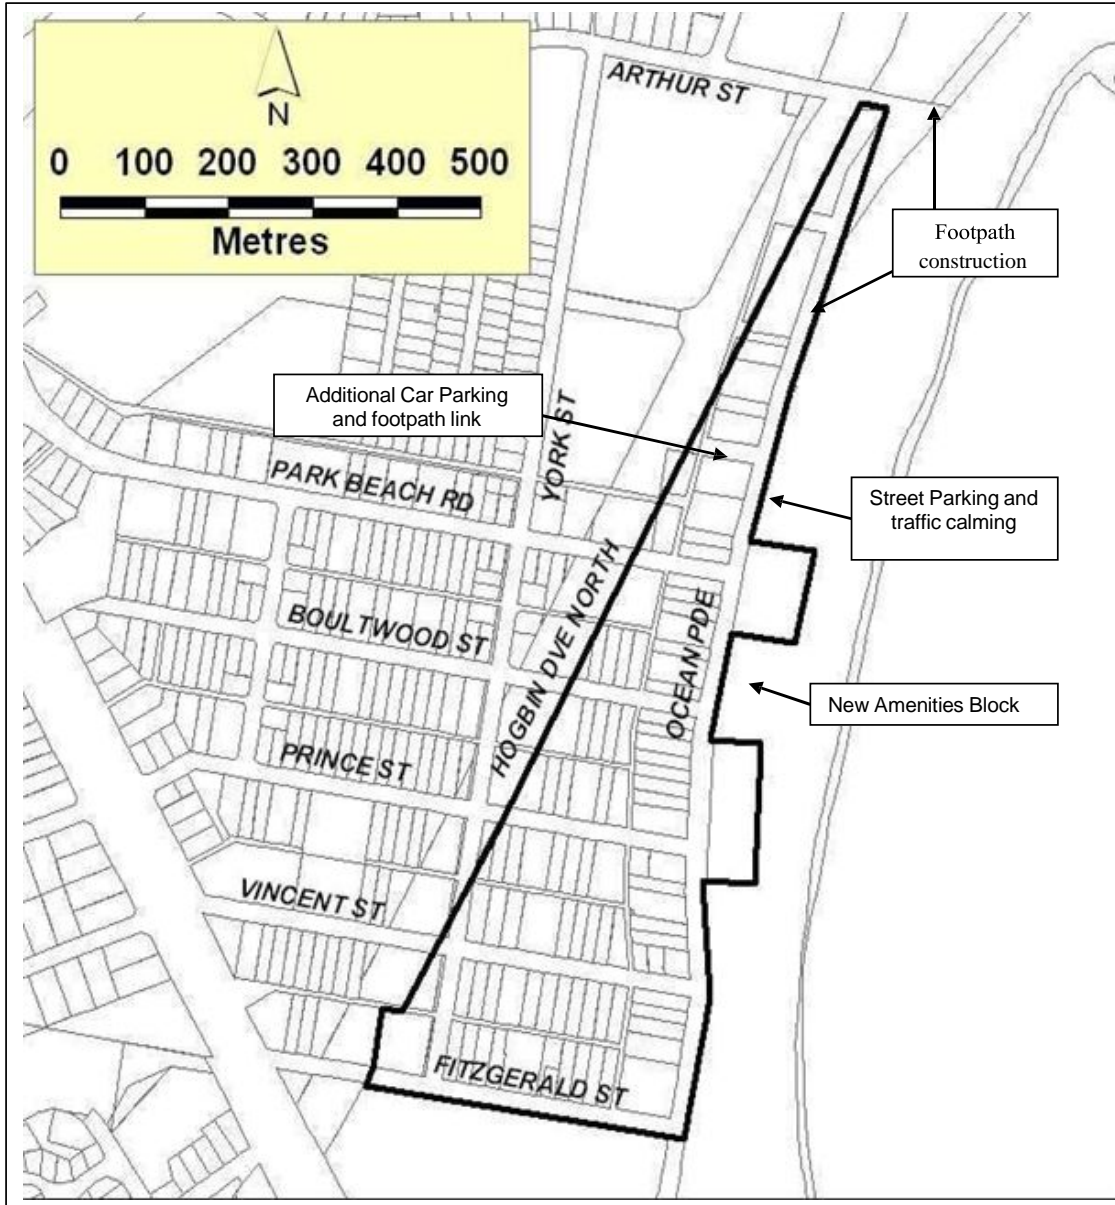 ARTHUR ST
N
0 100 200 300 400 500
Metres
Footpath
construction
Additional Car Parking
and footpath link
YORK ST
PARK BEACH RD
Street Parking and
traffic calming
HOGBIN DVE NORTH
BOULTWOOD ST
OCEAN PDE
New Amenities Block
PRINCE ST
VINCENT ST
FITZGERALD ST